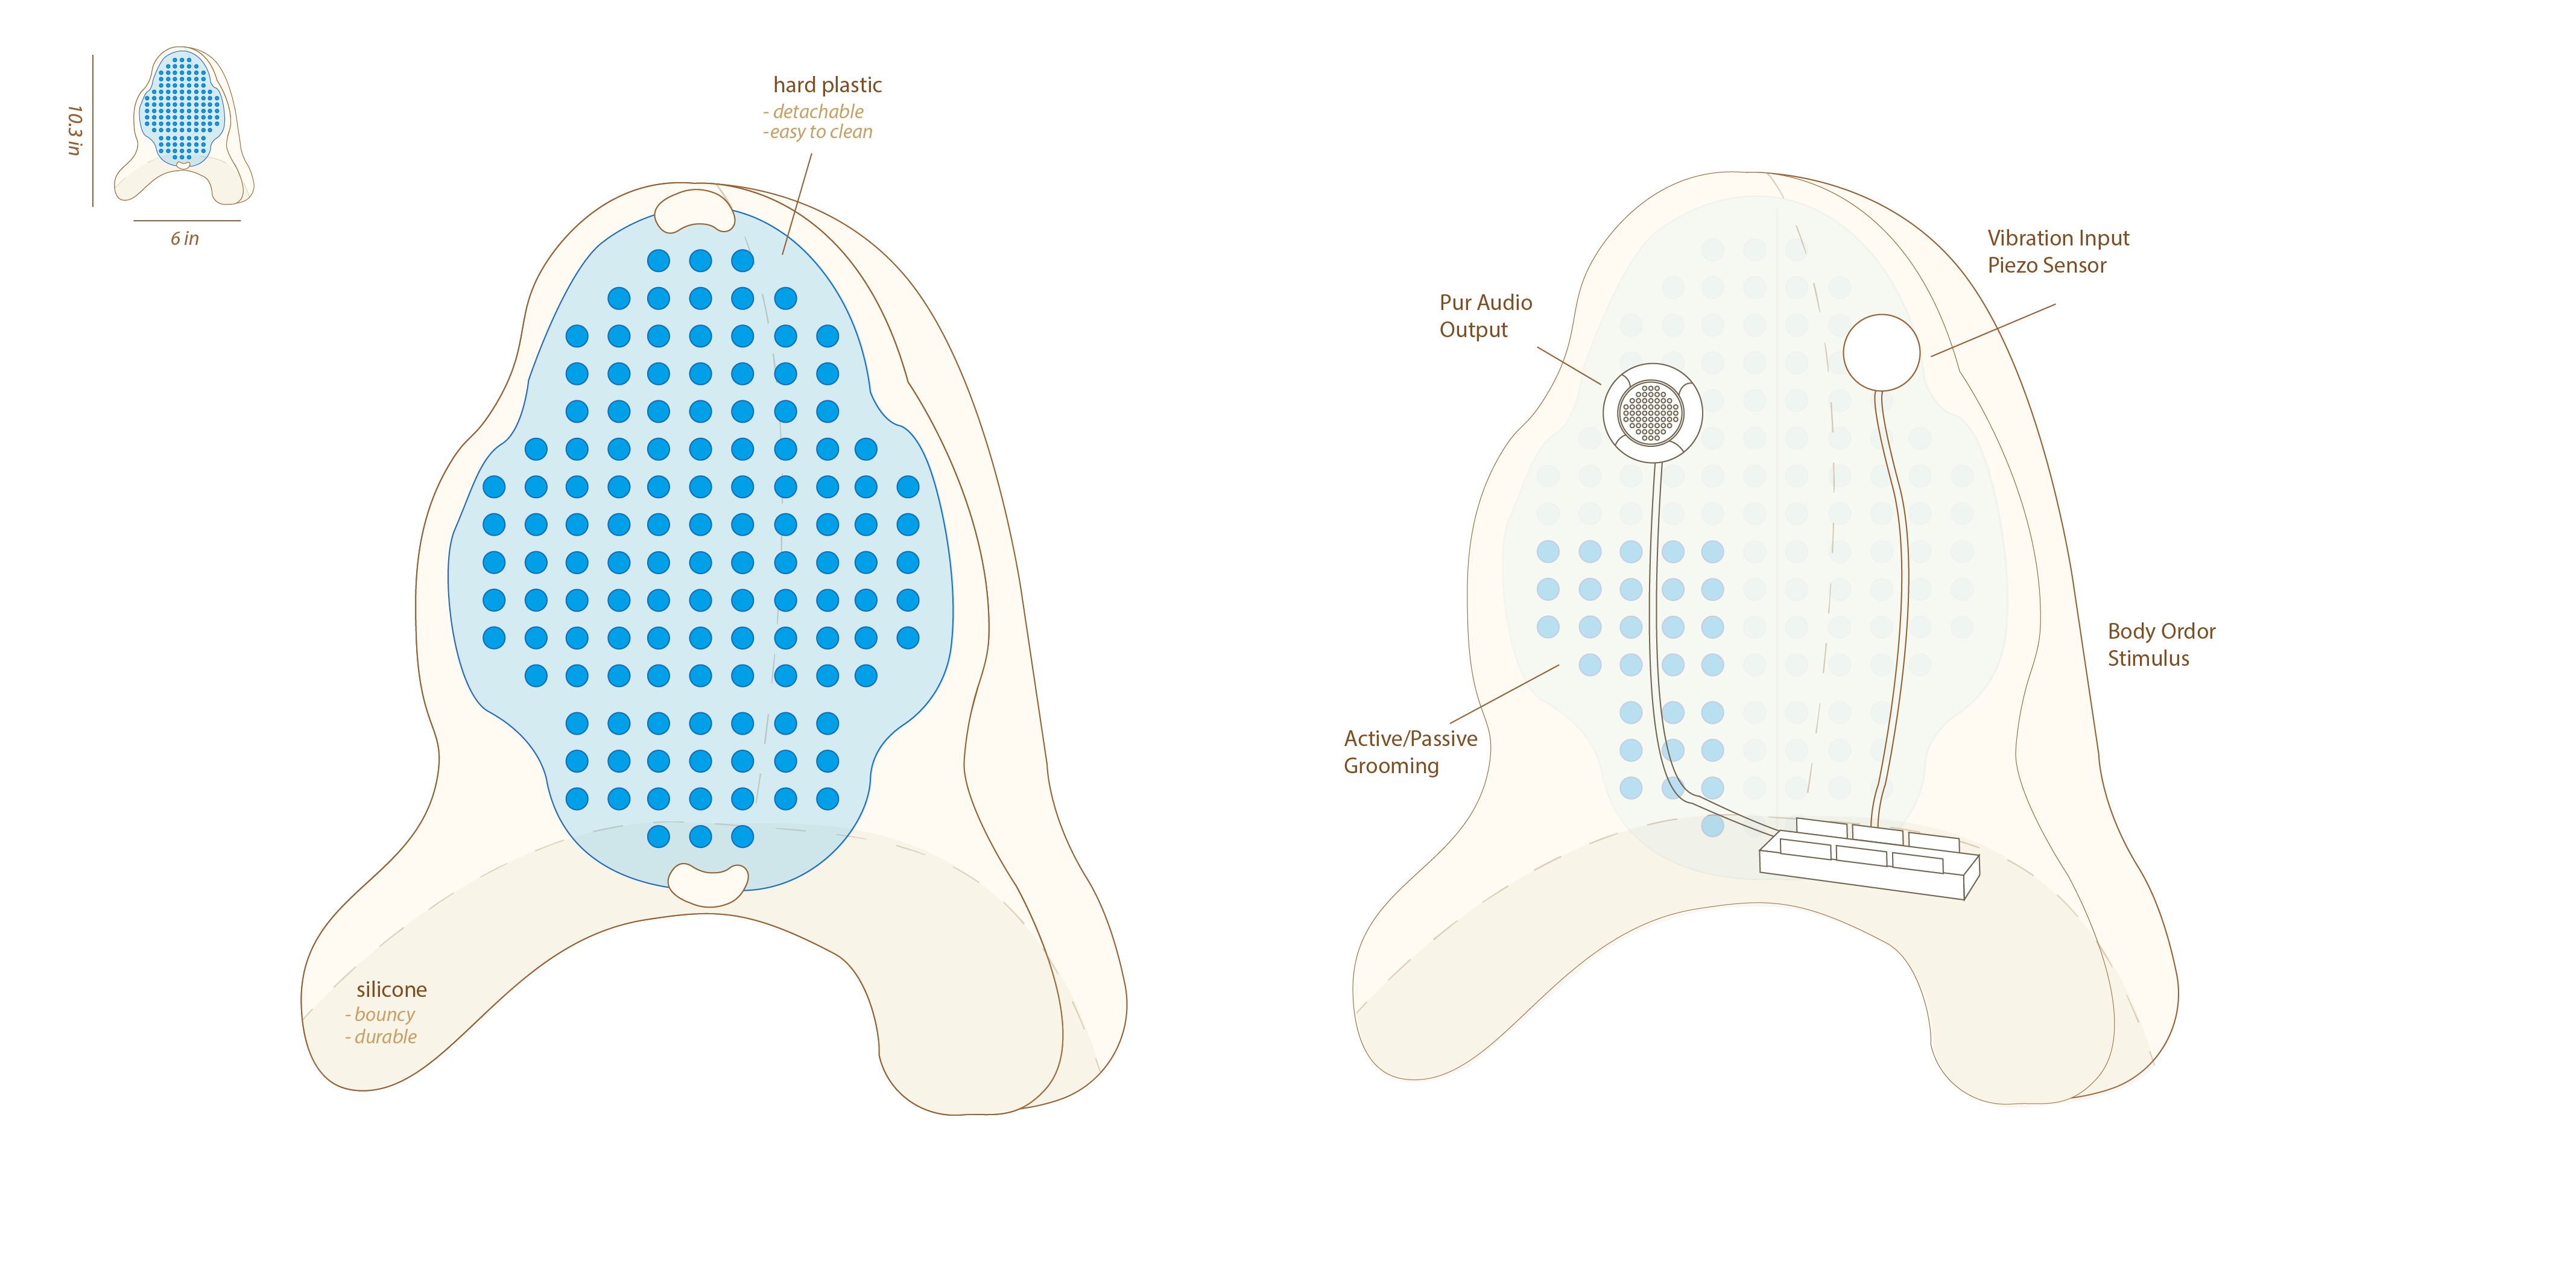 10.3 in
6 in
hard plastic
- detachable
-easy to clean
silicone
- bouncy
- durable
Pur Audio
Output
Vibration Input
Piezo Sensor
Body Ordor
Stimulus
Active/Passive
Grooming